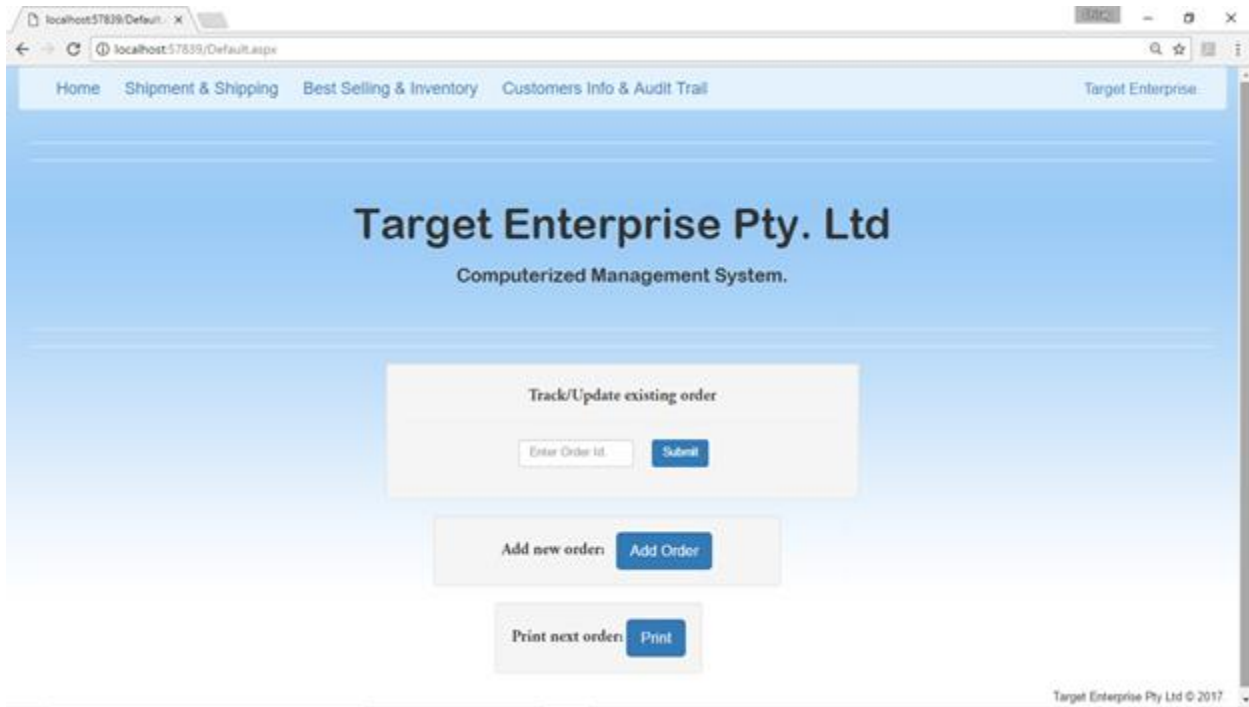 localhost:57839/Default.
localhost:57839/Default.aspx
Home Shipment & Shipping Best Selling & Inventory Customers Info & Audit Trail Target Enterprise
Target Enterprise Pty. Ltd
Computerized Management System.
Track/Update existing order
Enter Order Id. Submit
Add new order: Add Order
Print next order: Print
Target Enterprise Pty Ltd © 2017